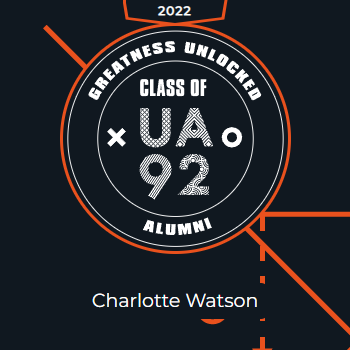 2022
GREATNESS UNLOCKED
CLASS OF
UA
92
ALUMNI
Charlotte Watson